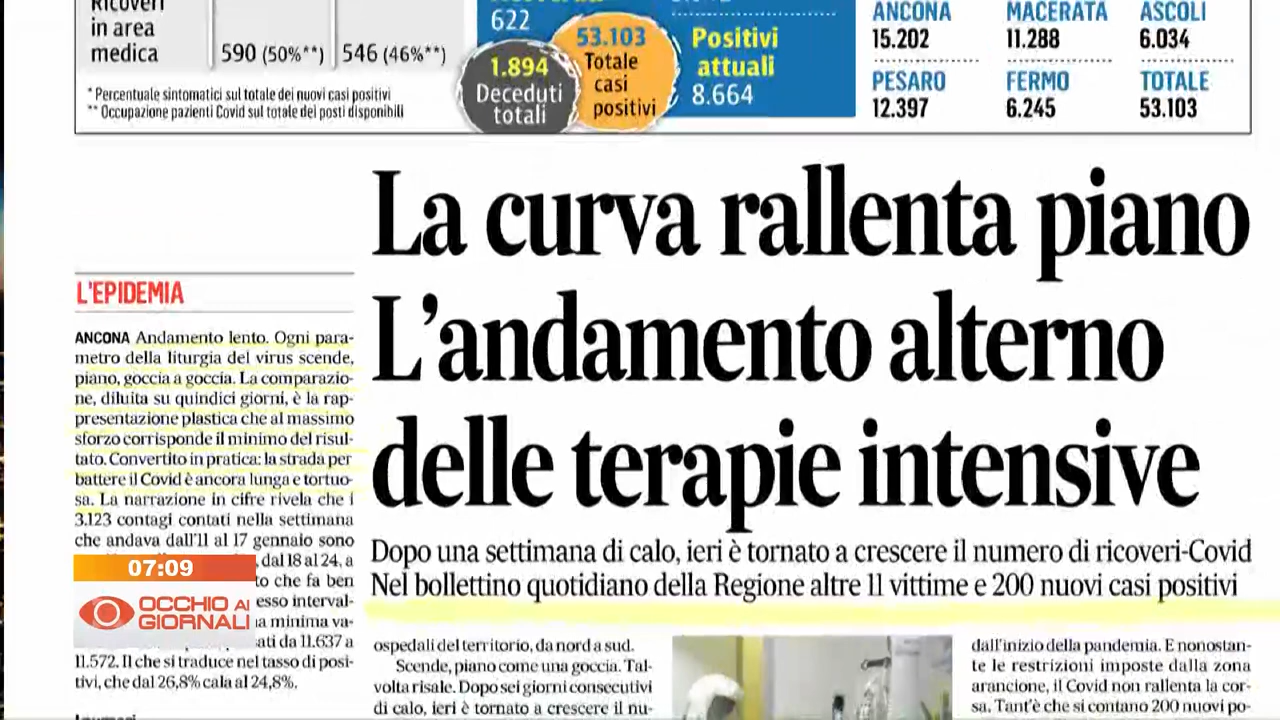 Ricoveri
in area
medica
590 (50%**)
546 (46%**)
* Percentuale sintomatici sul totale dei nuovi casi positivi
** Occupazione pazienti Covid sul totale dei posti disponibili
622
1.894
Deceduti
totali
53.103
Totale
casi
positivi
Positivi
attuali
8.664
ANCONA
15.202
MACERATA
11.288
ASCOLI
6.034
PESARO
12.397
FERMO
6.245
TOTALE
53.103
La curva rallenta piano
L'andamento alterno
delle terapie intensive
Dopo una settimana di calo, ieri è tornato a crescere il numero di ricoveri-Covid
Nel bollettino quotidiano della Regione altre 11 vittime e 200 nuovi casi positivi
L'EPIDEMIA
ANCONA Andamento lento. Ogni para-
metro della liturgia del virus scende,
piano, goccia a goccia. La comparazio-
ne, diluita su quindici giorni, è la rap-
presentazione plastica che al massimo
sforzo corrisponde il minimo del risul-
tato. Convertito in pratica: la strada per
battere il Covid è ancora lunga e tortuo-
sa. La narrazione in cifre rivela che i
3.123 contagi contati nella settimana
che andava dall'11 al 17 gennaio sono
dal 18 al 24, a
to che fa ben
esso interval-
a minima va-
ati da 11.637 a
11.572. Il che si traduce nel tasso di posi-
tivi, che dal 26,8% cala al 24,8%.
07:09
OCCHIO AI
GIORNALI
ospedali del territorio, da nord a sud.
Scende, piano come una goccia. Tal-
volta risale. Dopo sei giorni consecutivi
di calo, ieri è tornato a crescere il nu-
dall'inizio della pandemia. E nonostan-
te le restrizioni imposte dalla zona
arancione, il Covid non rallenta la cor-
sa. Tant'è che si contano 200 nuovi po-